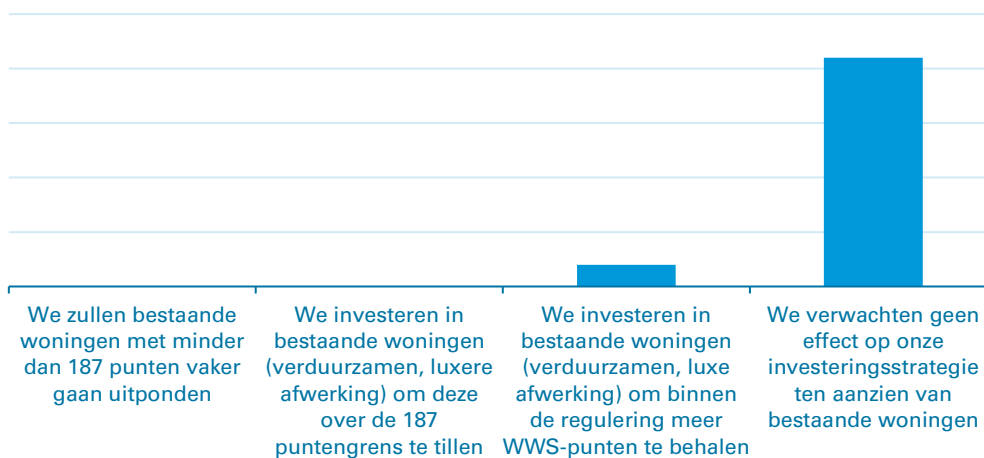 We zullen bestaande
woningen met minder
dan 187 punten vaker
gaan uitponden
We investeren in
bestaande woningen
(verduurzamen, luxere
afwerking) om deze
over de 187
puntengrens te tillen
We investeren in
bestaande woningen
(verduurzamen, luxe
afwerking) om binnen
de regulering meer
WWS-punten te behalen
We verwachten geen
effect op onze
investeringsstrategie
ten aanzien van
bestaande woningen